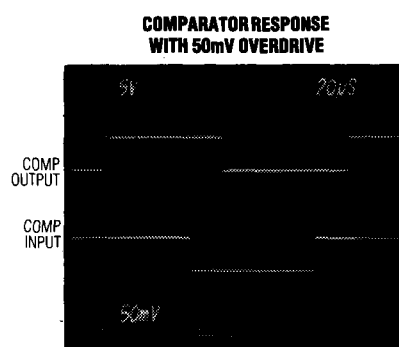 COMPARATOR RESPONSE
WITH 50mV OVERDRIVE
5V 20µS
COMP
OUTPUT
COMP
INPUT
50mV